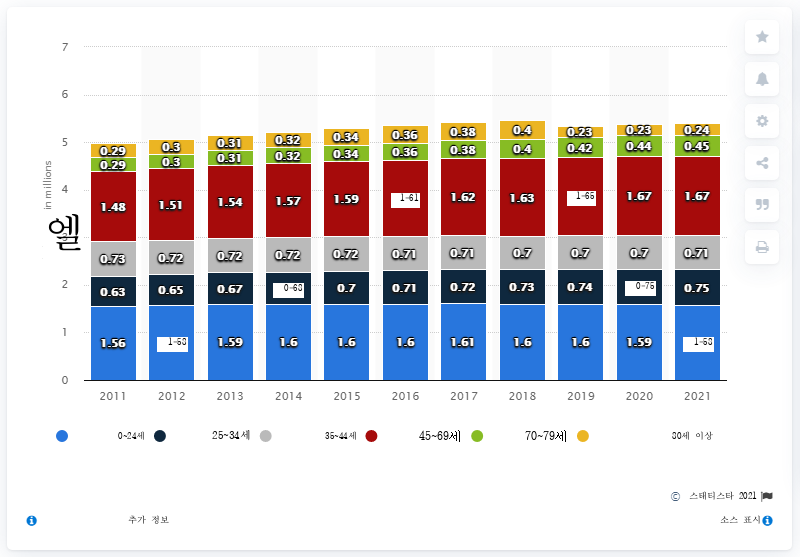 7
6
5
4
3
2
1
0
in millions
엘
0.29 0.3 0.31 0.32 0.34 0.36 0.38 0.4 0.23 0.23 0.24
0.29 0.3 0.31 0.32 0.34 0.36 0.38 0.4 0.42 0.44 0.45
1.48 1.51 1.54 1.57 1.59 1-61 1.62 1.63 1-65 1.67 1.67
0.73 0.72 0.72 0.72 0.72 0.71 0.71 0.7 0.7 0.7 0.71
0.63 0.65 0.67 0-68 0.7 0.71 0.72 0.73 0.74 0-75 0.75
1.56 1-58 1.59 1.6 1.6 1.6 1.61 1.6 1.6 1.59 1-58
2011 2012 2013 2014 2015 2016 2017 2018 2019 2020 2021
0~24세 25~34세 35~44세 45~69세 70~79세 80세 이상
© 스태티스타 2021
추가 정보 소스 표시